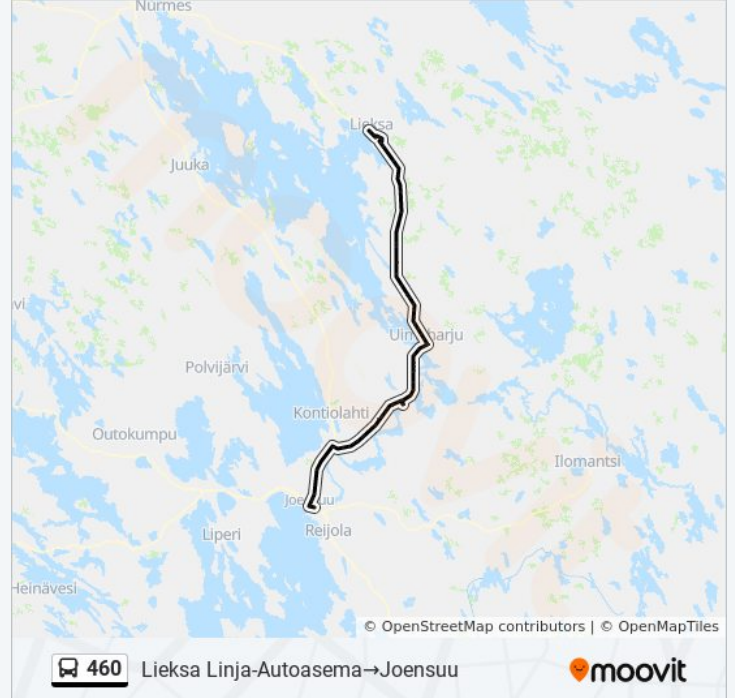 Nurmes
Lieksa
Juuka
vi
Uimaharju
Polvijärvi
Kontiolahti
Outokumpu
Ilomantsi
Joensuu
Liperi
Reijola
Heinävesi
© OpenStreetMap contributors | © OpenMapTiles
460 Lieksa Linja-Autoasema→Joensuu
moovit